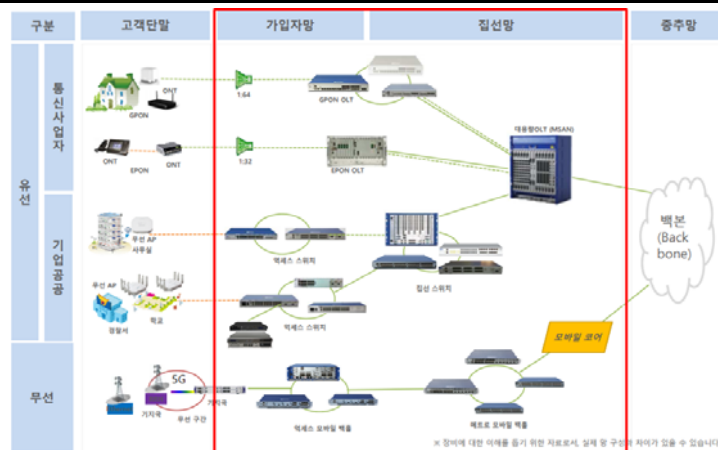 구분
고객단말
가입자망
집선망
중추망
유선
통신사업자
ONT
GPON
1:64
GPON OLT
대용량OLT (MSAN)
ONT
EPON
ONT
1:32
EPON OLT
기업공공
무선 AP
사무실
액세스 스위치
집선 스위치
백본
(Back
bone)
무선 AP
경찰서
학교
액세스 스위치
모바일 코어
무선
5G
기지국
무선 구간
기지국
액세스 모바일 백홀
메트로 모바일 백홀
※ 장비에 대한 이해를 돕기 위한 자료로서, 실제 망 구성과 차이가 있을 수 있습니다